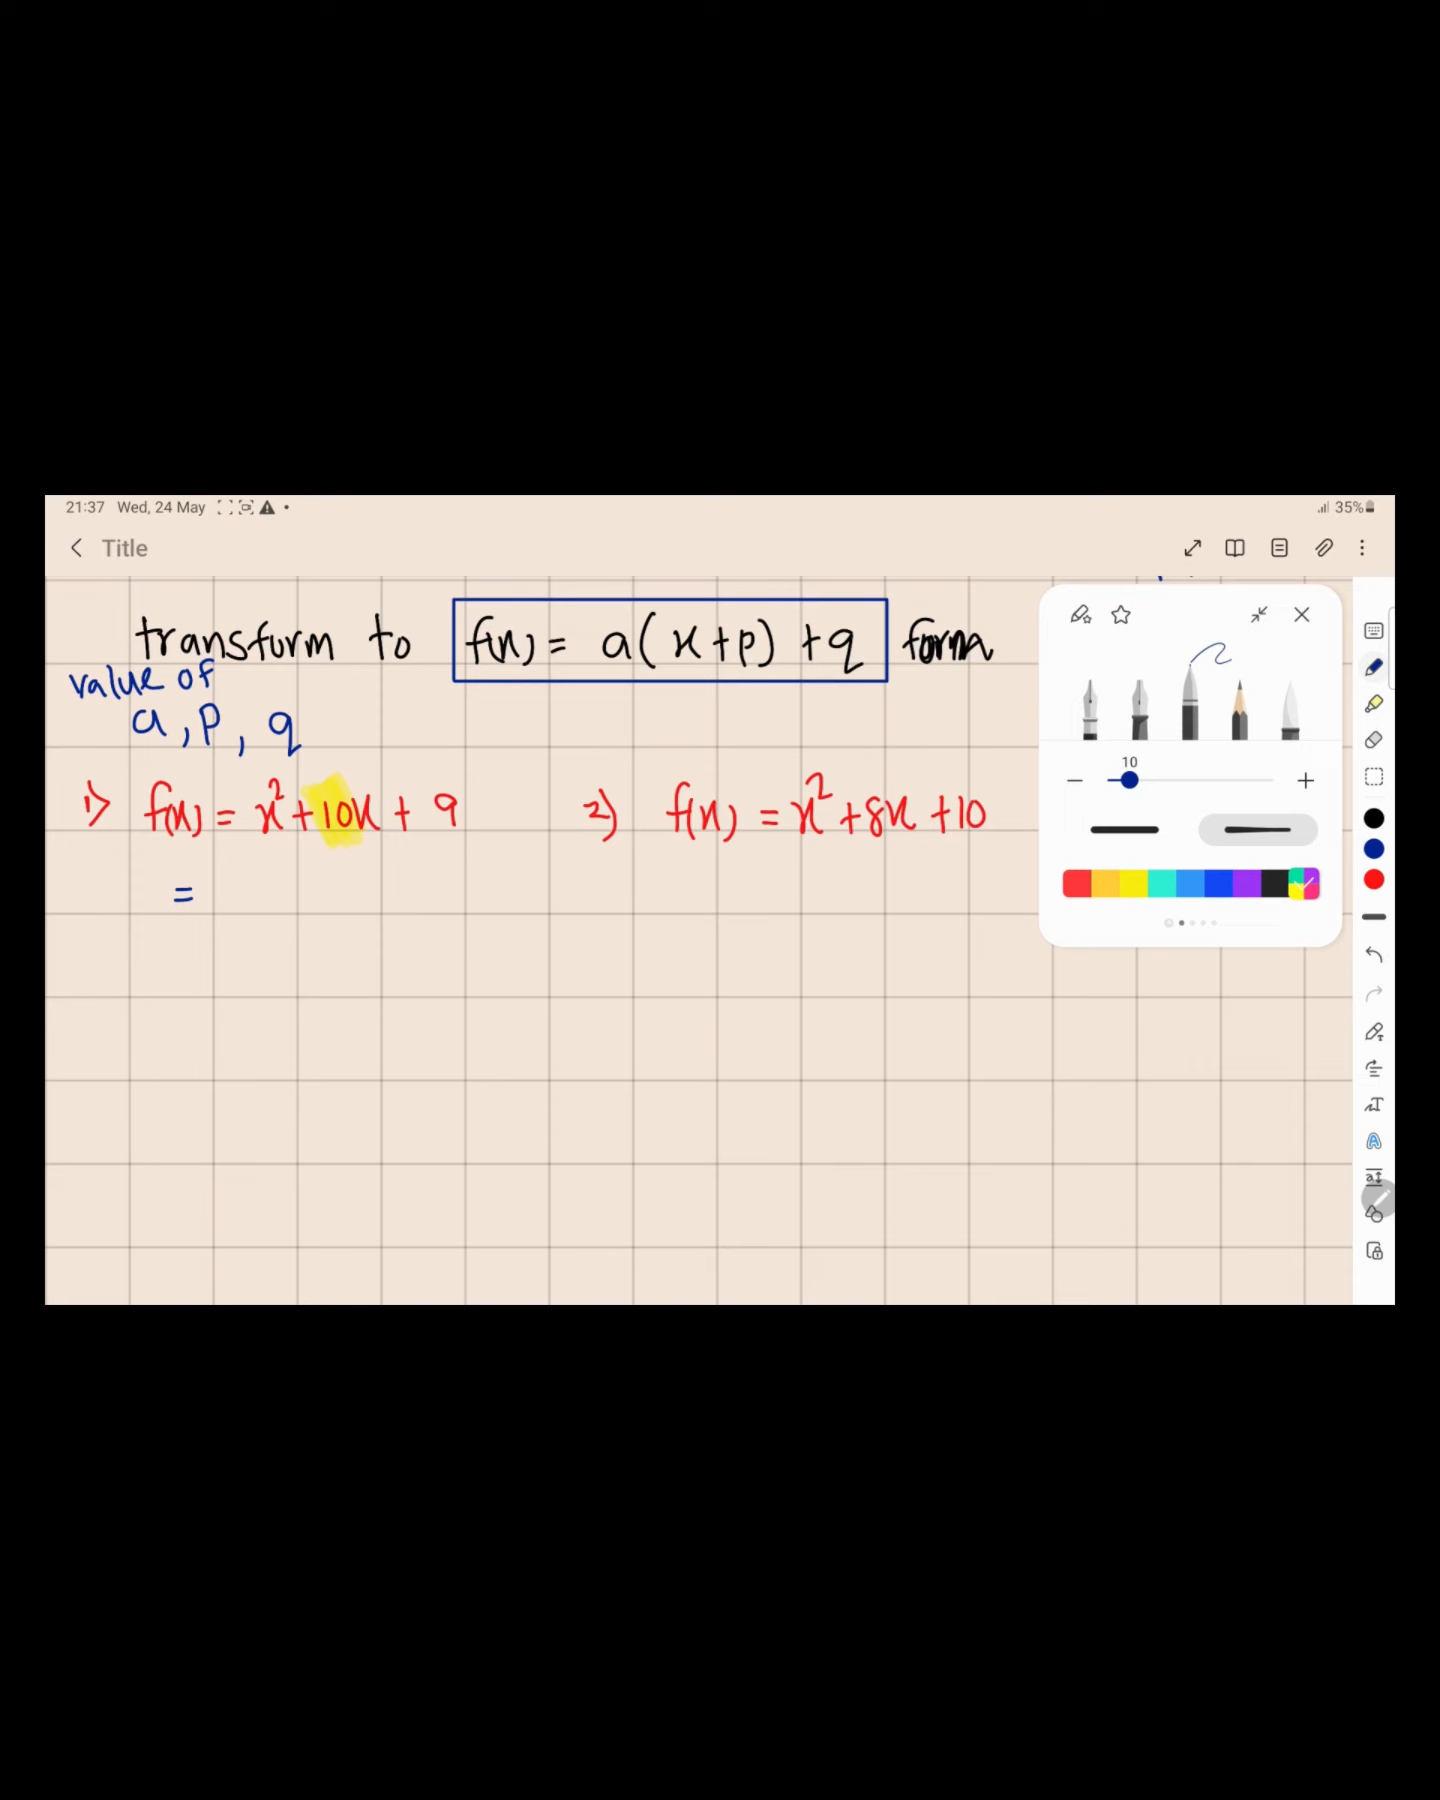 21:37 Wed, 24 May 35%
Title
transform to f(x) = a(x+p) +q form
value of
a, p, q
1) f(x) = x²+10x + 9 2) f(x) = x²+8x +10
=
10